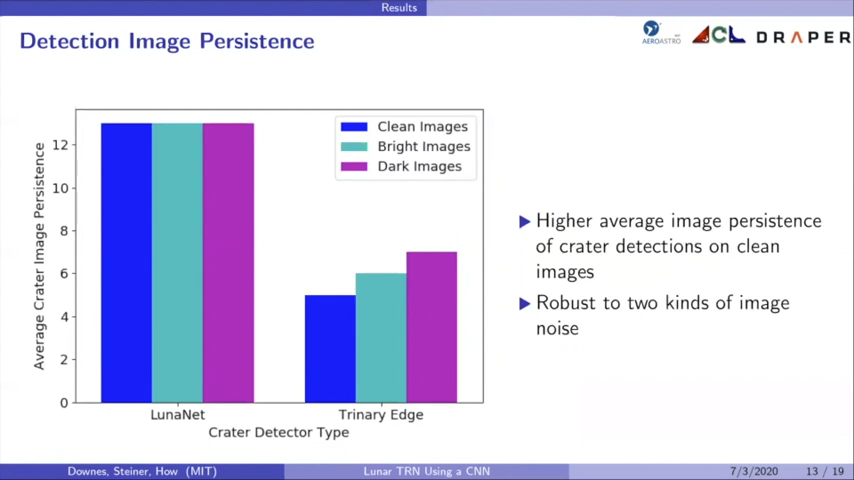 Results
Detection Image Persistence
AEROASTRO
ACL
DRAPER
Average Crater Image Persistence
12
10
8
6
4
2
0
Clean Images
Bright Images
Dark Images
LunaNet
Trinary Edge
Crater Detector Type
Higher average image persistence
of crater detections on clean
images
Robust to two kinds of image
noise
Downes, Steiner, How (MIT)
Lunar TRN Using a CNN
7/3/2020
13 / 19